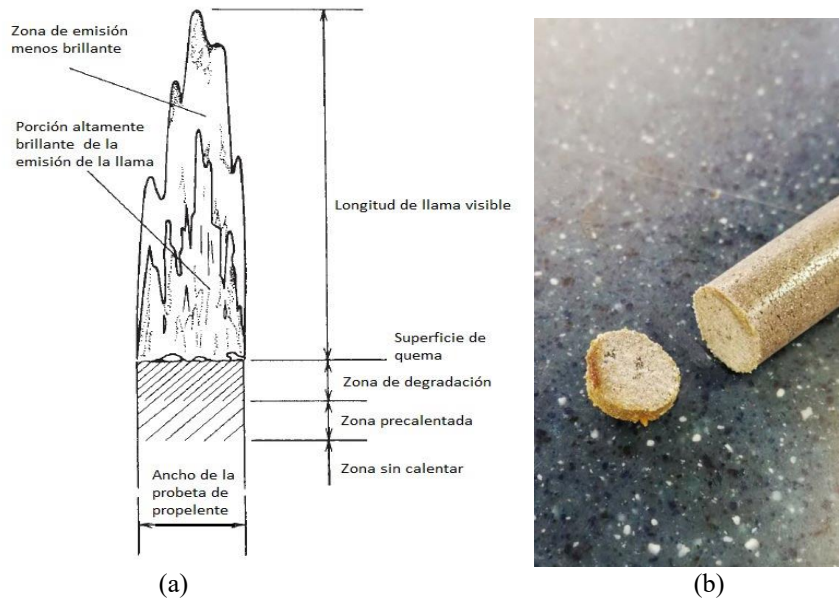 Zona de emisión
menos brillante
Porción altamente
brillante de la
emisión de la llama
Longitud de llama visible
Superficie de
quema
Zona de degradación
Zona precalentada
Zona sin calentar
Ancho de la
probeta de
propelente
(a)
(b)